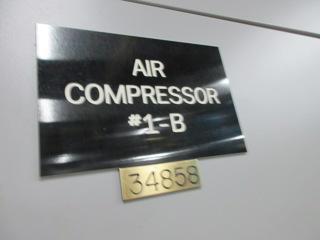 AIR
COMPRESSOR
#1-B
34858